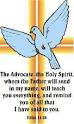 The Advocate, the Holy Spirit,
whom the Father will send
in my name, will teach
you everything, and remind
you of all that
I have said to you.
John 14:26